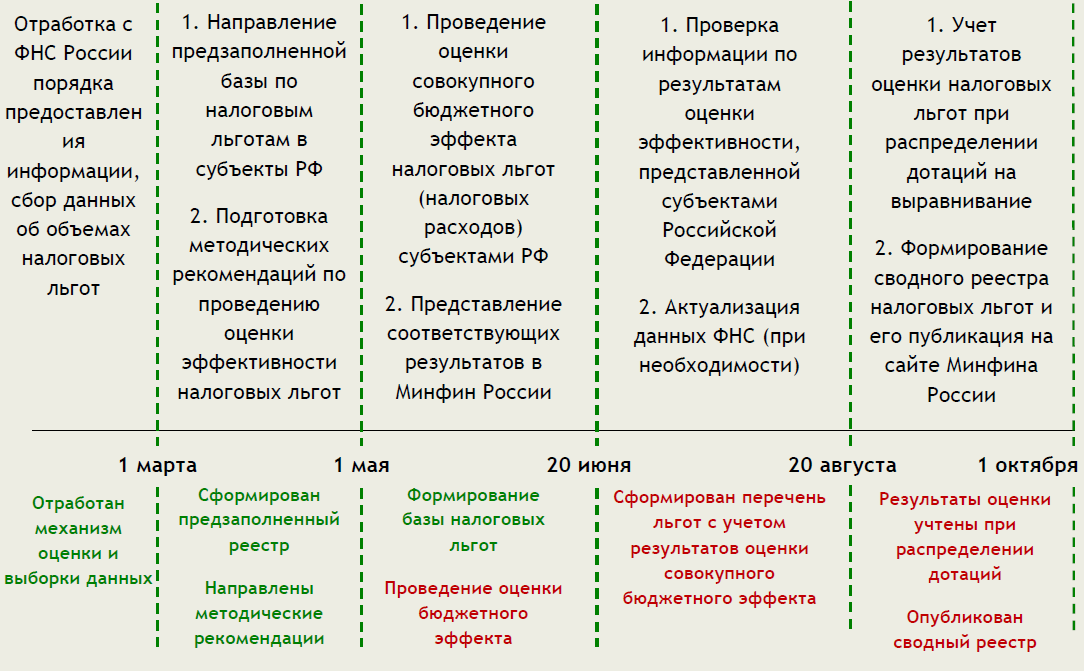 Отработка с
ФНС России
порядка
предоставлен
ия
информации,
сбор данных
об объемах
налоговых
льгот
1. Направление
предзаполненной
базы по
налоговым
льготам в
субъекты РФ
2. Подготовка
методических
рекомендаций по
проведению
оценки
эффективности
налоговых льгот
1. Проведение
оценки
совокупного
бюджетного
эффекта
налоговых льгот
(налоговых
расходов)
субъектами РФ
2. Представление
соответствующих
результатов в
Минфин России
1. Проверка
информации по
результатам
оценки
эффективности,
представленной
субъектами
Российской
Федерации
2. Актуализация
данных ФНС (при
необходимости)
1. Учет
результатов
оценки налоговых
льгот при
распределении
дотаций на
выравнивание
2. Формирование
сводного реестра
налоговых льгот и
его публикация на
сайте Минфина
России
1 марта
1 мая
20 июня
20 августа
1 октября
Отработан
механизм
оценки и
выборки данных
Сформирован
предзаполненный
реестр
Направлены
методические
рекомендации
Формирование
базы налоговых
льгот
Проведение оценки
бюджетного
эффекта
Сформирован перечень
льгот с учетом
результатов оценки
совокупного
бюджетного эффекта
Результаты оценки
учтены при
распределении
дотаций
Опубликован
сводный реестр